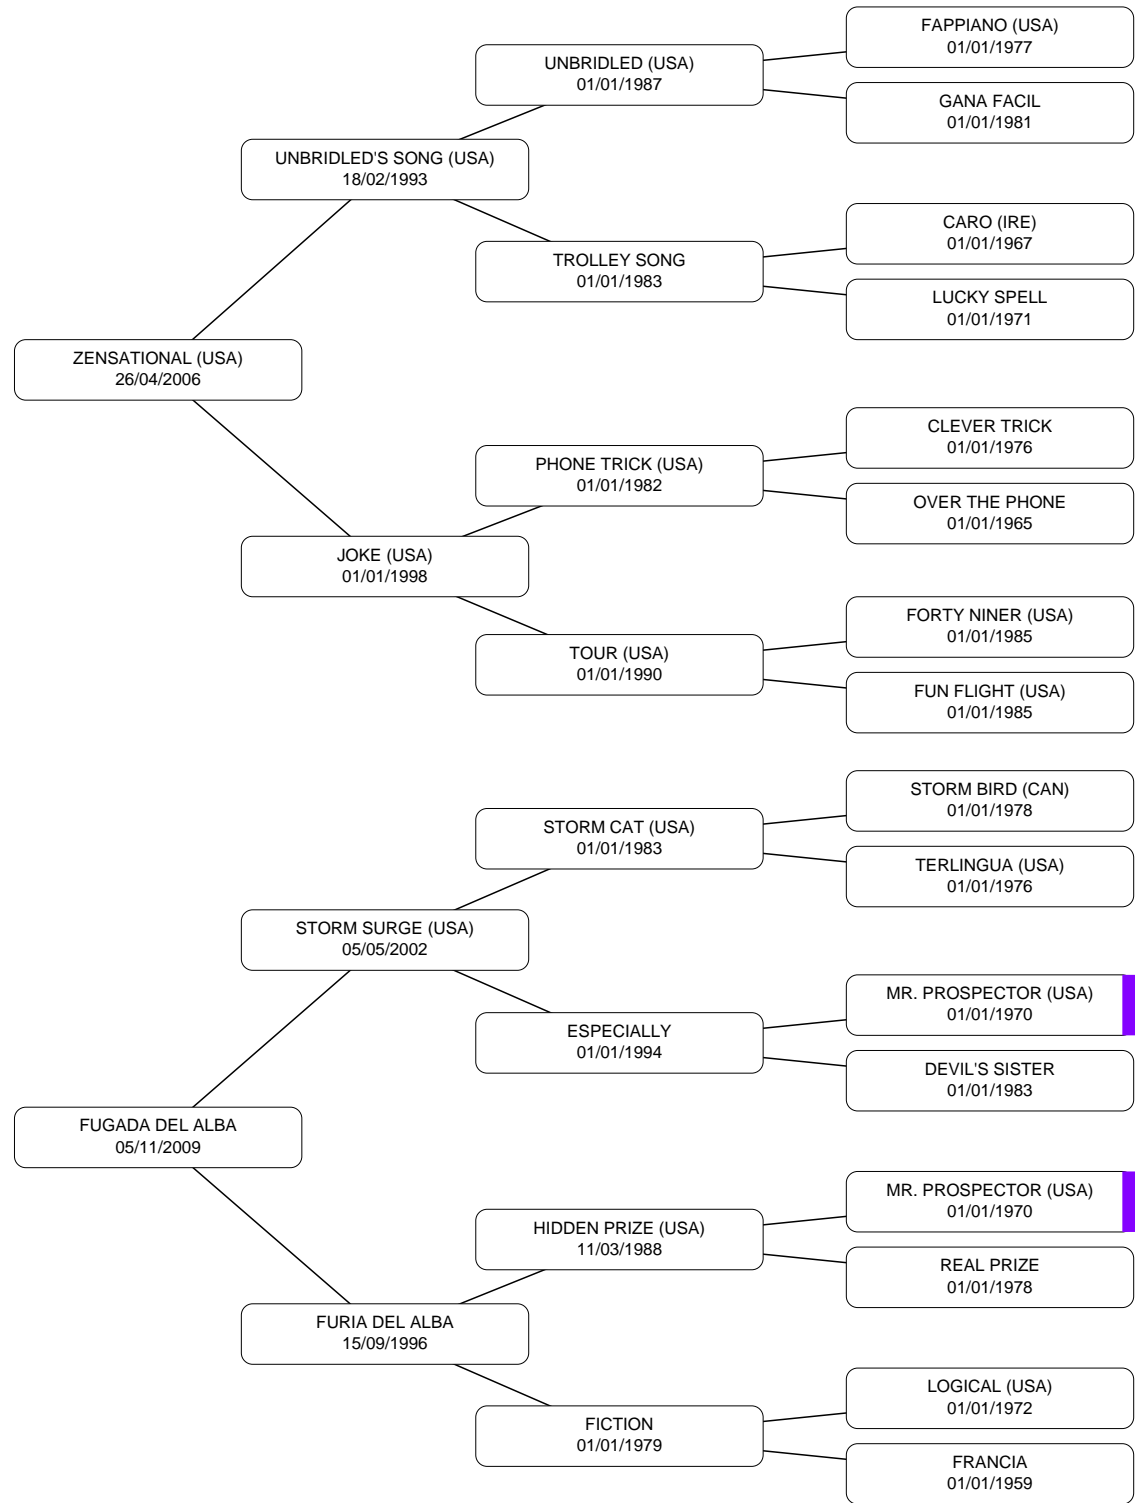 FAPPIANO (USA)
01/01/1977
UNBRIDLED (USA)
01/01/1987
GANA FACIL
01/01/1981
UNBRIDLED'S SONG (USA)
18/02/1993
CARO (IRE)
01/01/1967
TROLLEY SONG
01/01/1983
LUCKY SPELL
01/01/1971
ZENSATIONAL (USA)
26/04/2006
CLEVER TRICK
01/01/1976
PHONE TRICK (USA)
01/01/1982
OVER THE PHONE
01/01/1965
JOKE (USA)
01/01/1998
FORTY NINER (USA)
01/01/1985
TOUR (USA)
01/01/1990
FUN FLIGHT (USA)
01/01/1985
STORM BIRD (CAN)
01/01/1978
STORM CAT (USA)
01/01/1983
TERLINGUA (USA)
01/01/1976
STORM SURGE (USA)
05/05/2002
MR. PROSPECTOR (USA)
01/01/1970
ESPECIALLY
01/01/1994
DEVIL'S SISTER
01/01/1983
FUGADA DEL ALBA
05/11/2009
MR. PROSPECTOR (USA)
01/01/1970
HIDDEN PRIZE (USA)
11/03/1988
REAL PRIZE
01/01/1978
FURIA DEL ALBA
15/09/1996
LOGICAL (USA)
01/01/1972
FICTION
01/01/1979
FRANCIA
01/01/1959